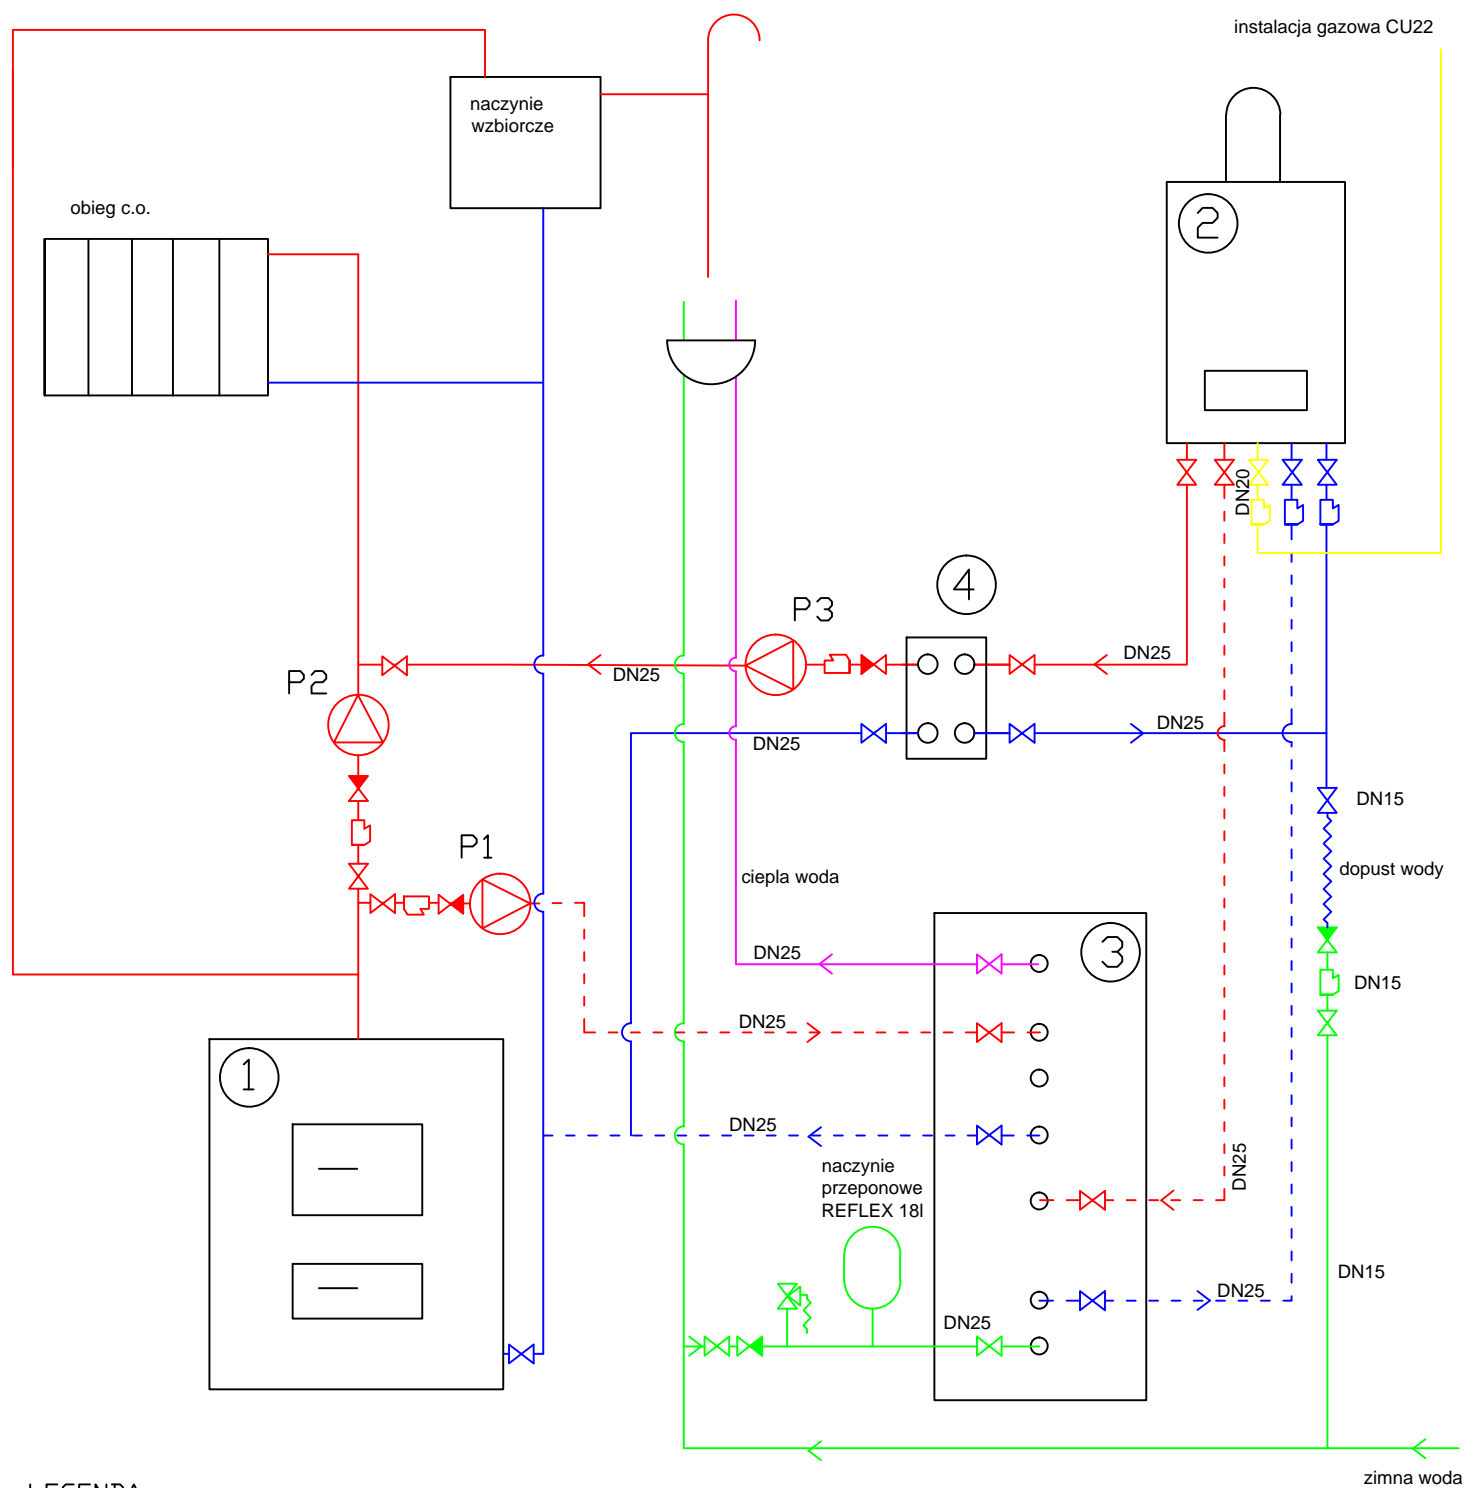 instalacja gazowa CU22
naczynie
wzbiorcze
obieg c.o.
2
DN20
4
P3
DN25
DN25
P2
DN25
DN25
DN15
P1
ciepla woda
dopust wody
3
DN25
DN15
DN25
1
DN25
DN25
naczynie
przeponowe
REFLEX 18l
DN15
DN25
DN25
zimna woda
LEGENDA